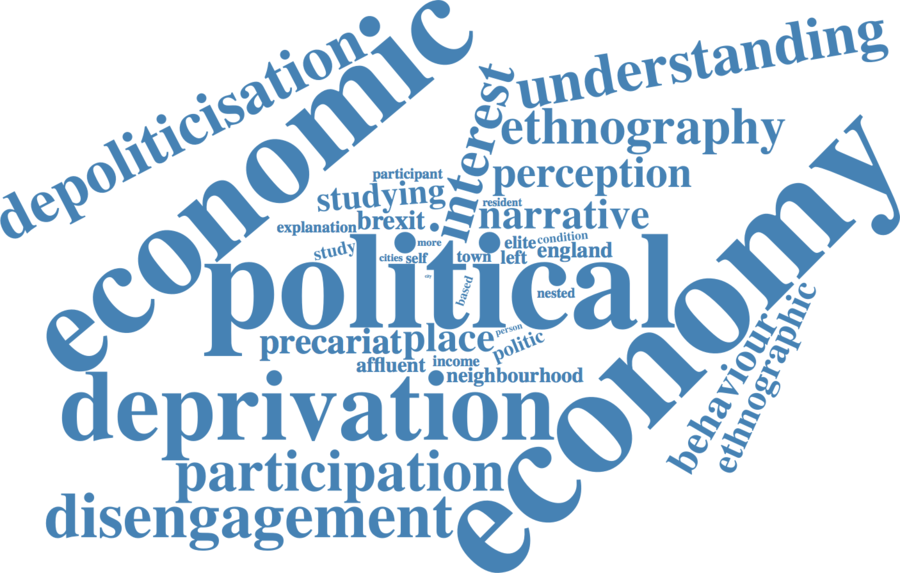 depoliticisation
economic
understanding
interest
ethnography
participant
perception
studying
resident
explanation
brexit
narrative
study
more
elite
condition
cities
self
town
left
england
political
city
based
nested
economy
precariat
place
person
politic
affluent
income
neighbourhood
behaviour
ethnographic
deprivation
participation
disengagement